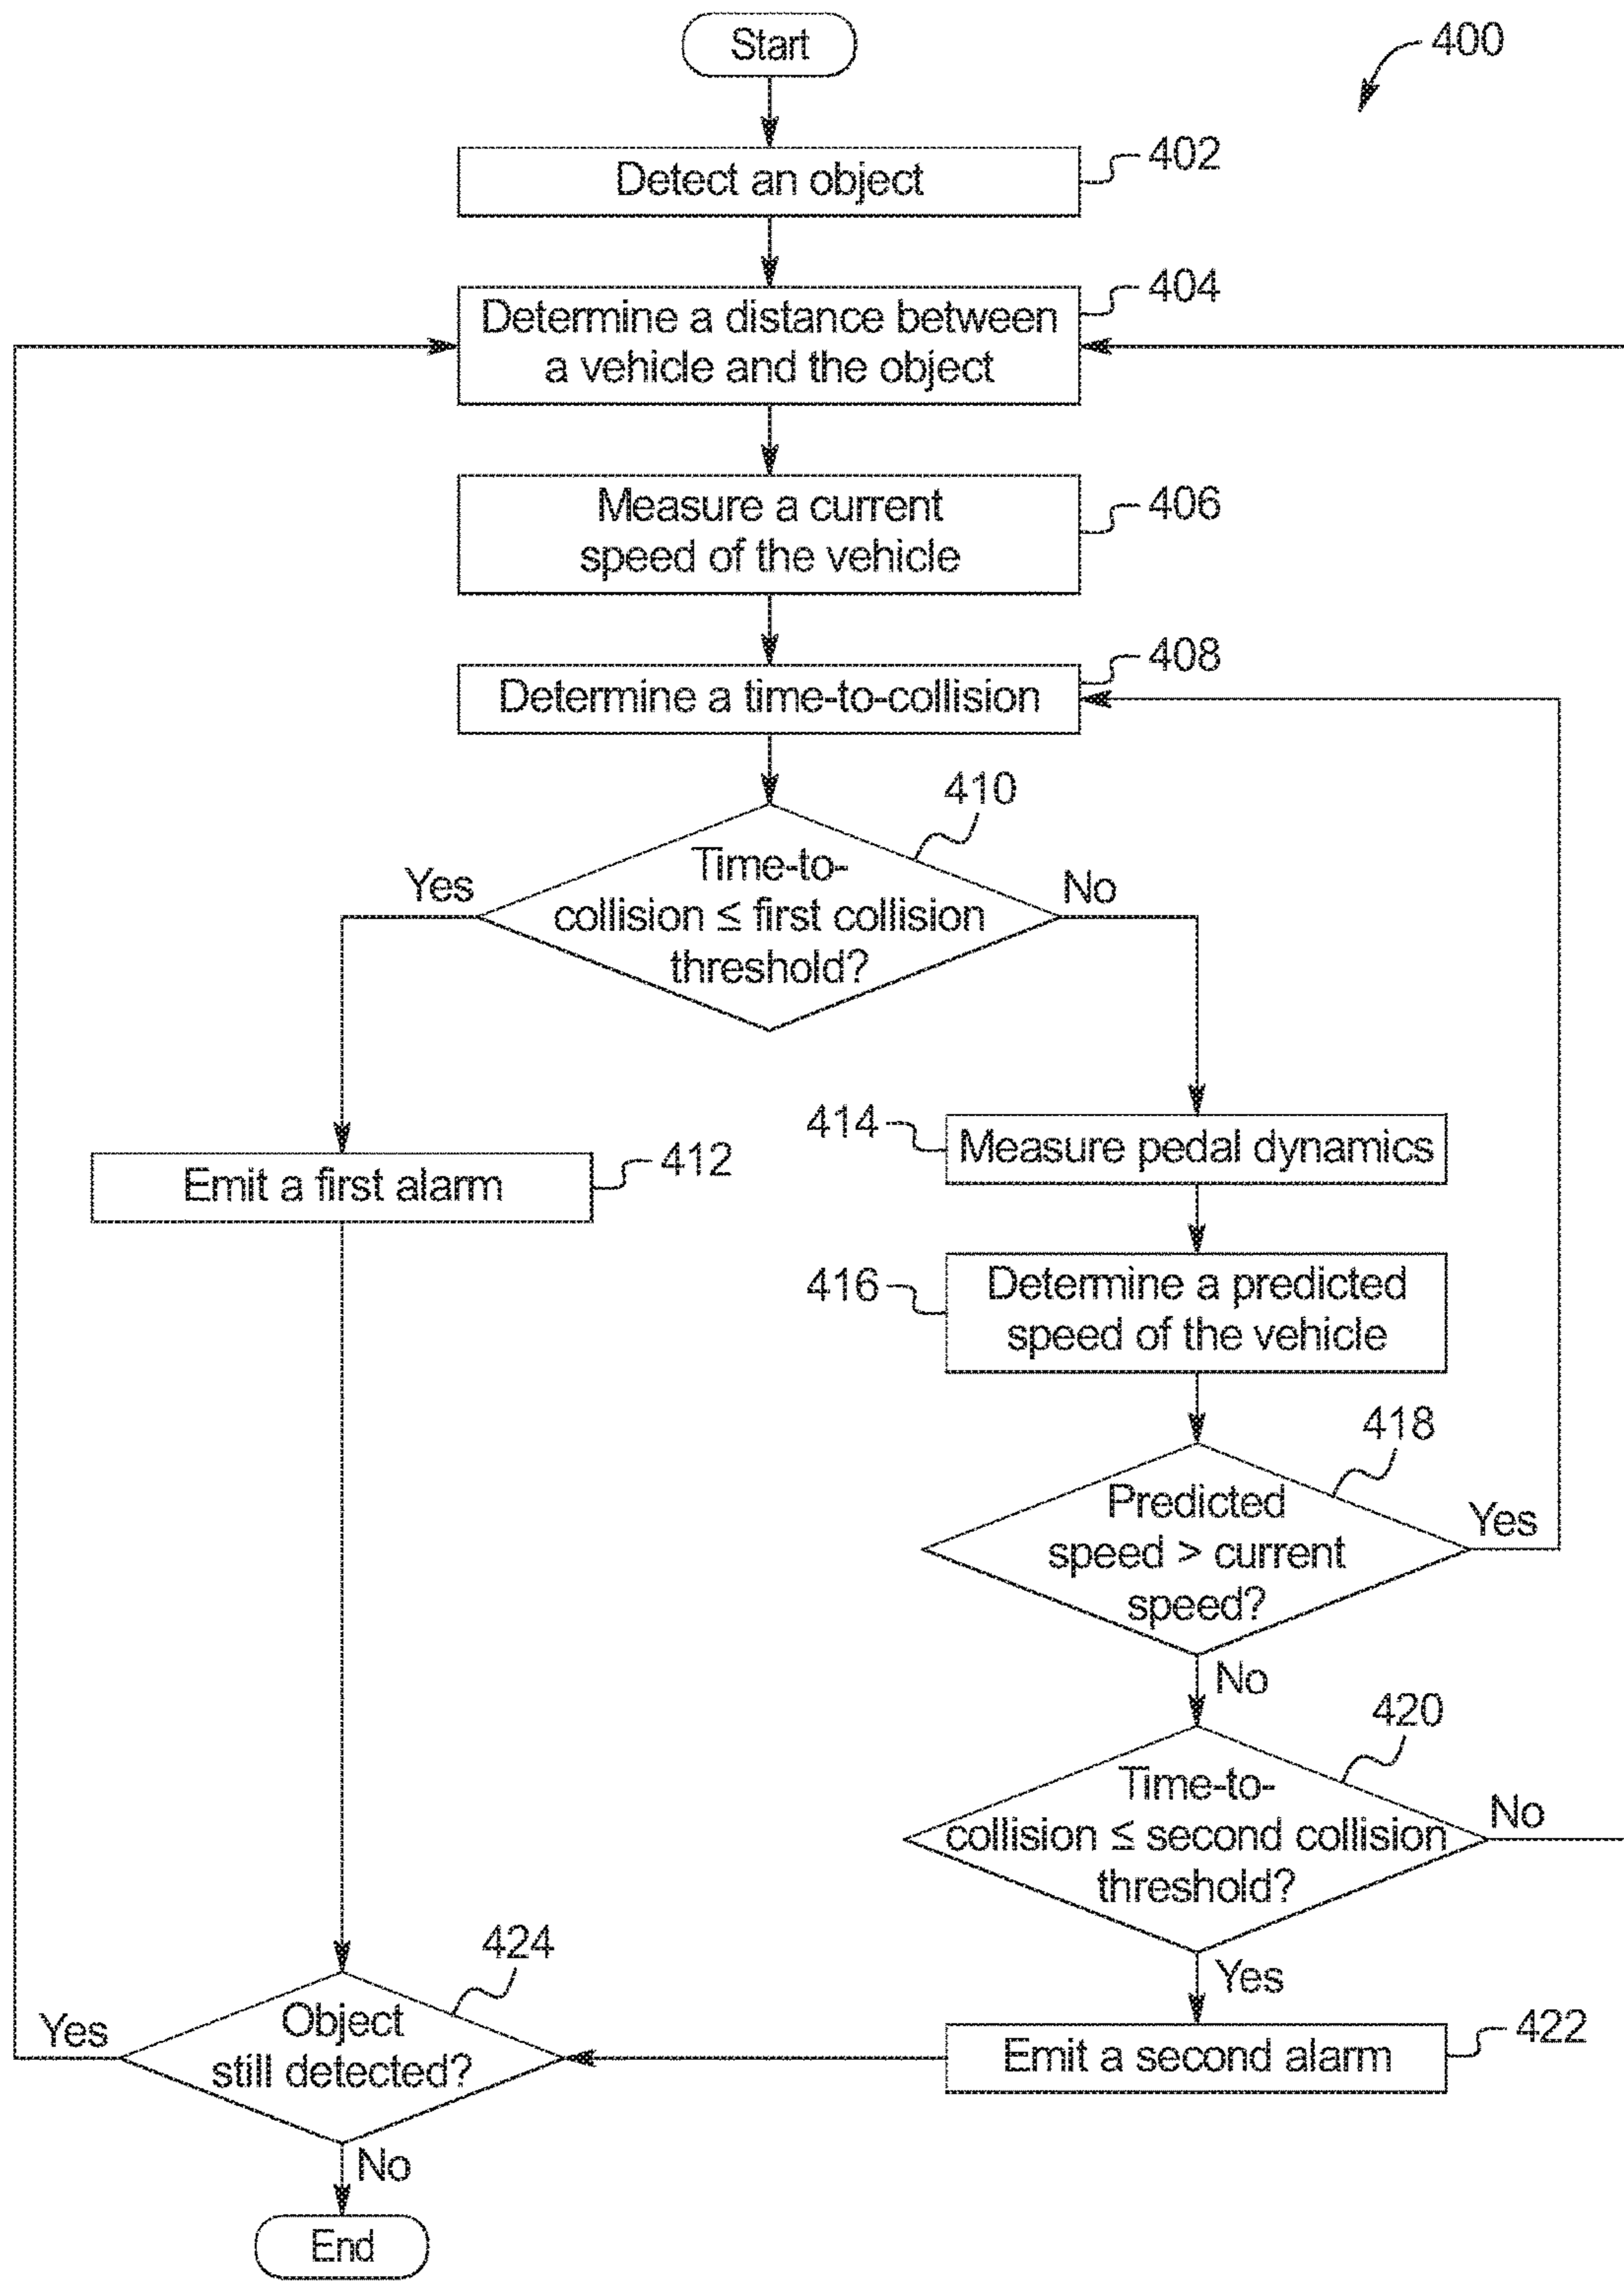 Start
400
Detect an object
402
Determine a distance between
a vehicle and the object
404
Measure a current
speed of the vehicle
406
Determine a time-to-collision
408
410
Time-to-
collision ≤ first collision
threshold?
Yes
No
Emit a first alarm
412
414
Measure pedal dynamics
416
Determine a predicted
speed of the vehicle
418
Predicted
speed > current
speed?
Yes
No
420
Time-to-
collision ≤ second collision
threshold?
No
Yes
Emit a second alarm
422
424
Object
still detected?
Yes
No
End